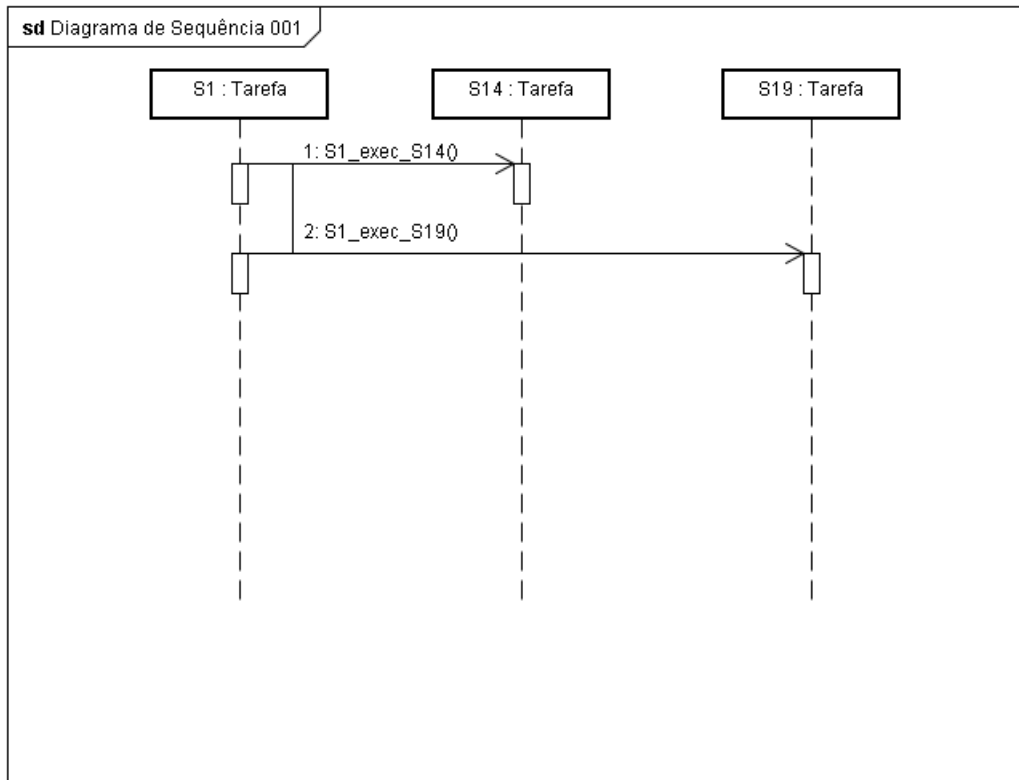 sd Diagrama de Sequência 001
S1 : Tarefa
S14 : Tarefa
S19 : Tarefa
1: S1_exec_S14()
2: S1_exec_S19()